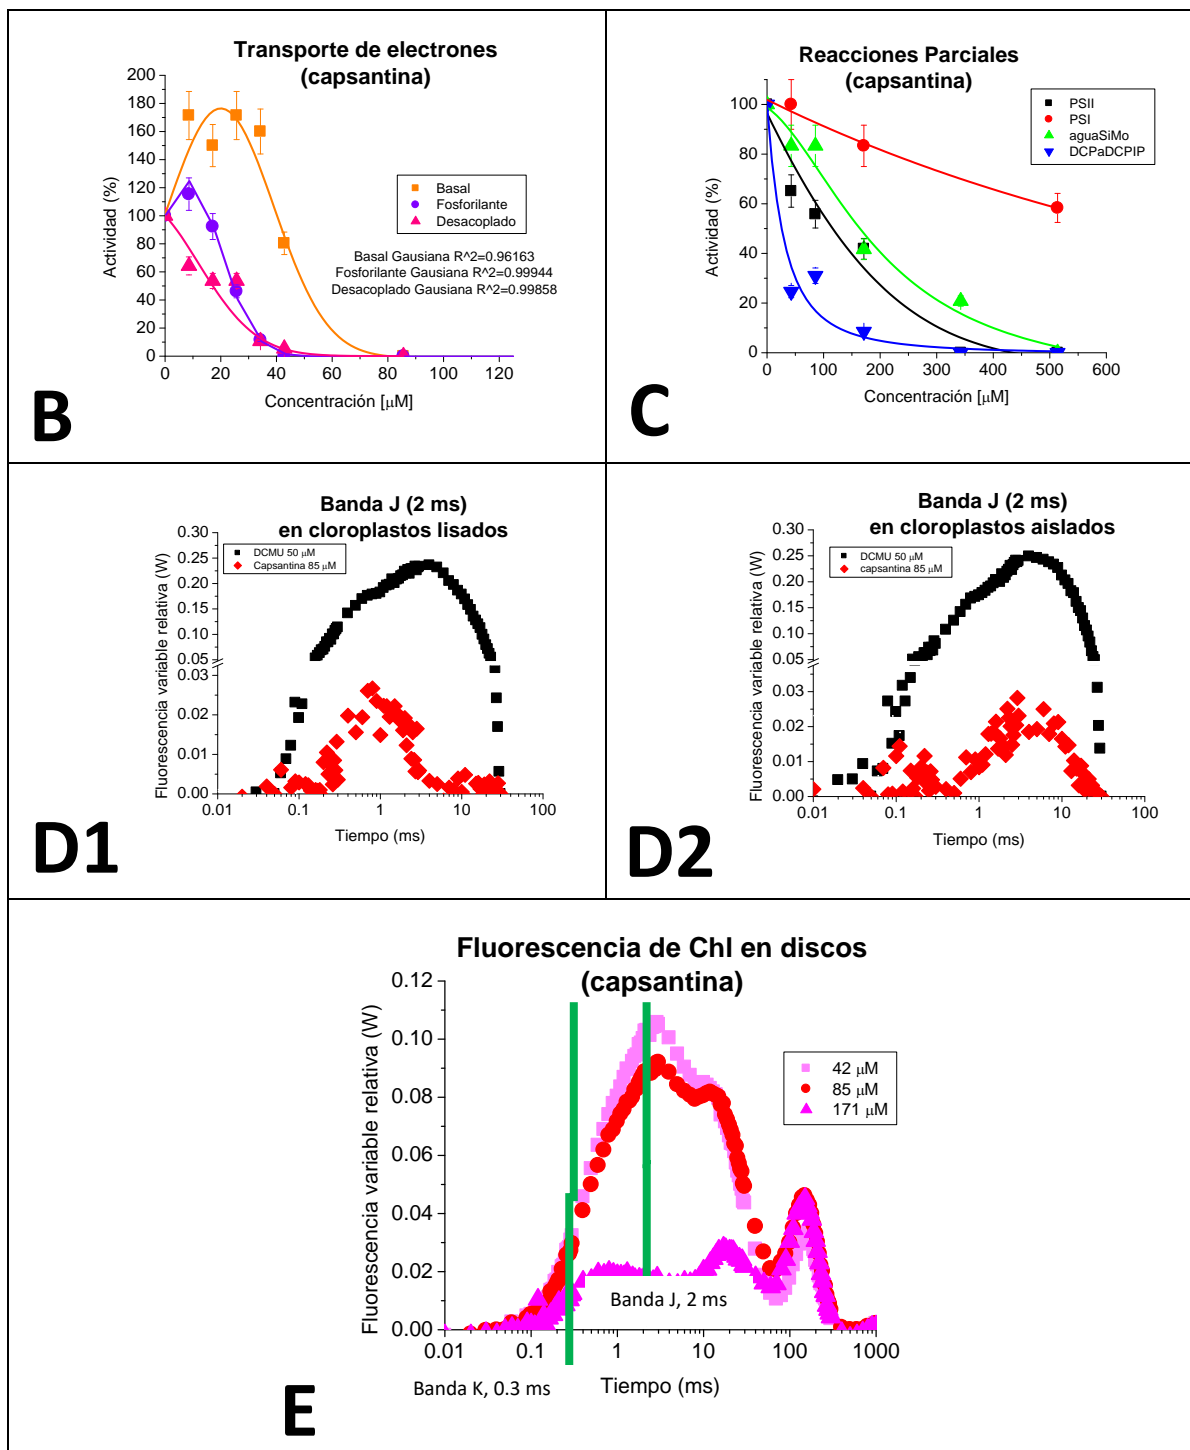 Transporte de electrones
(capsantina)
Actividad (%)
200
180
160
140
120
100
80
60
40
20
0
Basal
Fosforilante
Desacoplado
Basal Gausiana R^2=0.96163
Fosforilante Gausiana R^2=0.99944
Desacoplado Gausiana R^2=0.99858
0 20 40 60 80 100 120
Concentración [µM]
B
Reacciones Parciales
(capsantina)
Actividad (%)
100
80
60
40
20
0
PSII
PSI
aguaSiMo
DCPaDCPIP
0 100 200 300 400 500 600
Concentración [µM]
C
Banda J (2 ms)
en cloroplastos lisados
Fluorescencia variable relativa (W)
0.30
0.25
0.20
0.15
0.10
0.05
0.03
0.02
0.01
0.00
DCMU 50 µM
Capsantina 85 µM
0.01 0.1 1 10 100
Tiempo (ms)
D1
Banda J (2 ms)
en cloroplastos aislados
Fluorescencia variable relativa (W)
0.30
0.25
0.20
0.15
0.10
0.05
0.03
0.02
0.01
0.00
DCMU 50 µM
capsantina 85 µM
0.01 0.1 1 10 100
Tiempo (ms)
D2
Fluorescencia de Chl en discos
(capsantina)
Fluorescencia variable relativa (W)
0.12
0.10
0.08
0.06
0.04
0.02
0.00
42 µM
85 µM
171 µM
Banda J, 2 ms
0.01 0.1 1 10 100 1000
Banda K, 0.3 ms
Tiempo (ms)
E